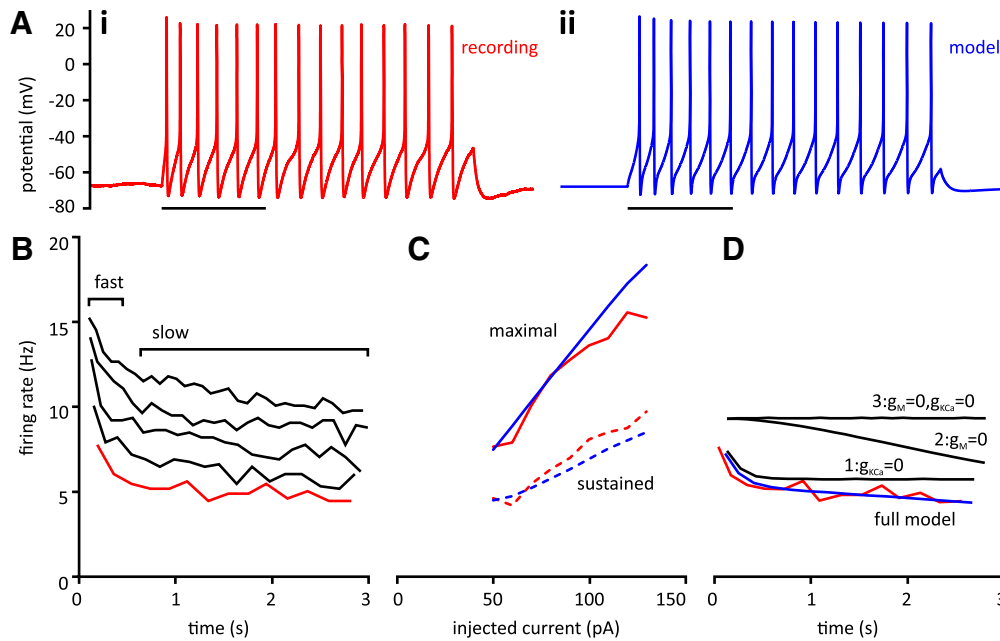 A i ii
20
0
-20
-40
-60
-80
potential (mV)
recording
model
B C D
20
15
10
5
0
firing rate (Hz)
fast
slow
0 1 2 3
time (s)
maximal
sustained
0 50 100 150
injected current (pA)
3:gM=0,gKCa=0
2:gM=0
1:gKCa=0
full model
0 1 2 3
time (s)